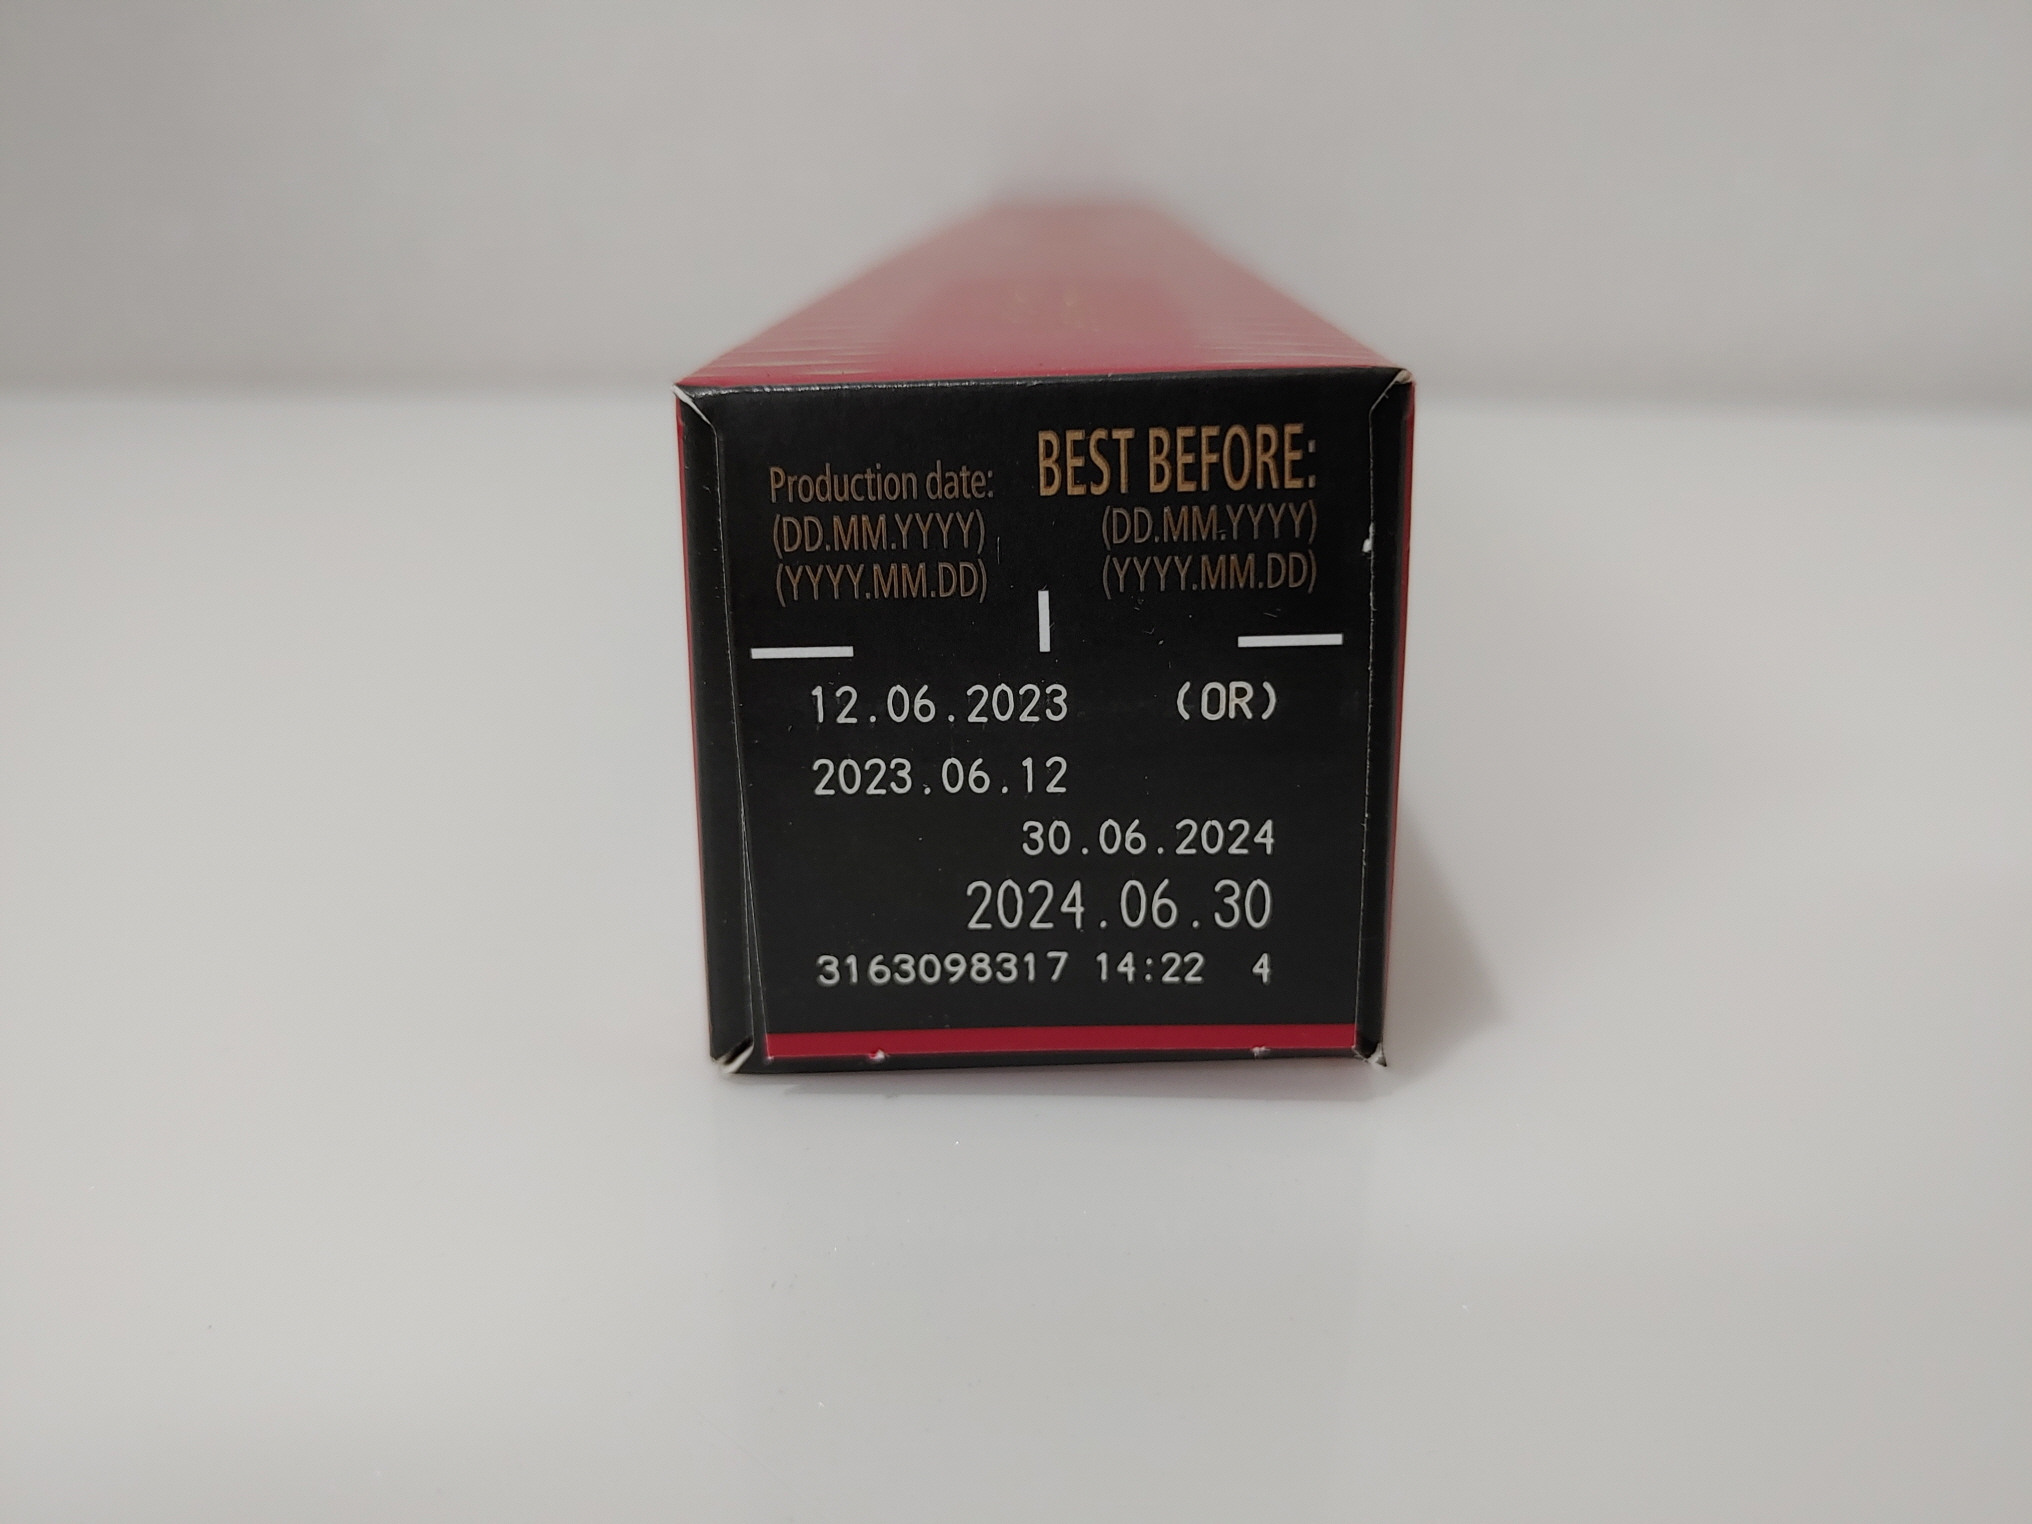 Production date:
(DD.MM.YYYY)
(YYYY.MM.DD)
BEST BEFORE:
(DD.MM.YYYY)
(YYYY.MM.DD)
12.06.2023 (OR)
2023.06.12
30.06.2024
2024.06.30
3163098317 14:22 4